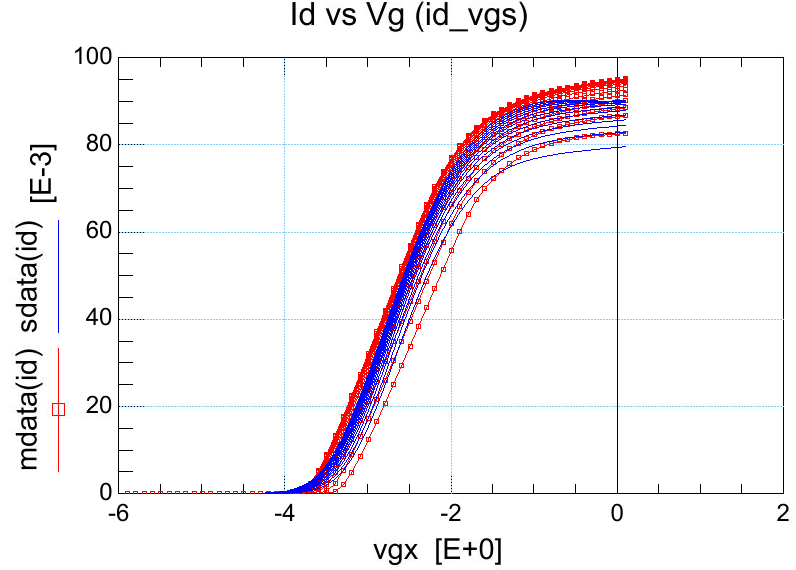 Id vs Vg (id_vgs)
100
80
60
40
20
0
mdata(id) sdata(id) [E-3]
-6 -4 -2 0 2
vgx [E+0]